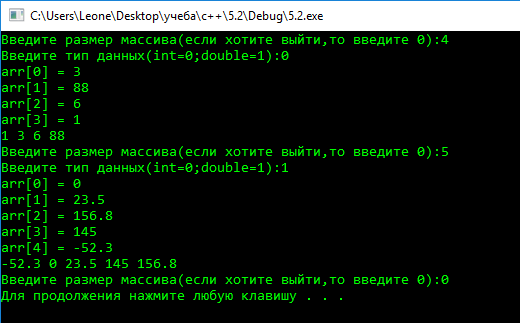 C:\Users\Leone\Desktop\учеба\c++\5.2\Debug\5.2.exe
Введите размер массива(если хотите выйти,то введите 0):4
Введите тип данных(int=0;double=1):0
arr[0] = 3
arr[1] = 88
arr[2] = 6
arr[3] = 1
1 3 6 88
Введите размер массива(если хотите выйти,то введите 0):5
Введите тип данных(int=0;double=1):1
arr[0] = 0
arr[1] = 23.5
arr[2] = 156.8
arr[3] = 145
arr[4] = -52.3
-52.3 0 23.5 145 156.8
Введите размер массива(если хотите выйти,то введите 0):0
Для продолжения нажмите любую клавишу . . .